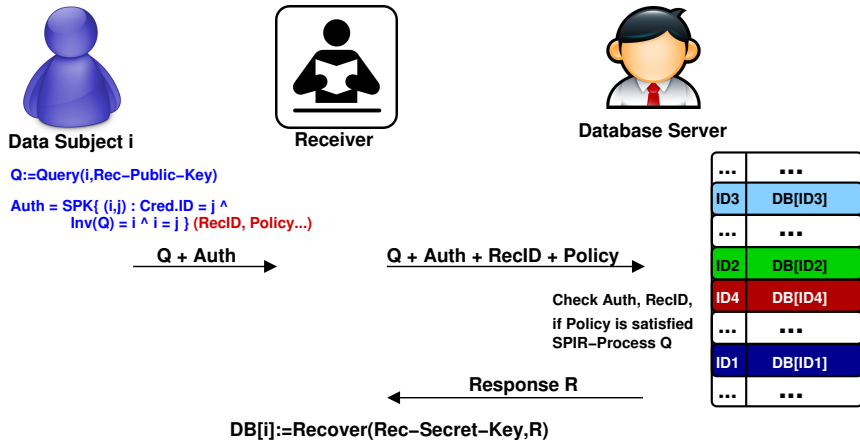 Data Subject i
Receiver
Database Server
Q:=Query(i,Rec-Public-Key)
Auth = SPK{ (i,j) : Cred.ID = j ^
Inv(Q) = i ^ i = j } (RecID, Policy...)
Q + Auth
Q + Auth + RecID + Policy
Check Auth, RecID,
if Policy is satisfied
SPIR-Process Q
Response R
DB[i]:=Recover(Rec-Secret-Key,R)
... ...
ID3 DB[ID3]
... ...
ID2 DB[ID2]
ID4 DB[ID4]
... ...
ID1 DB[ID1]
... ...